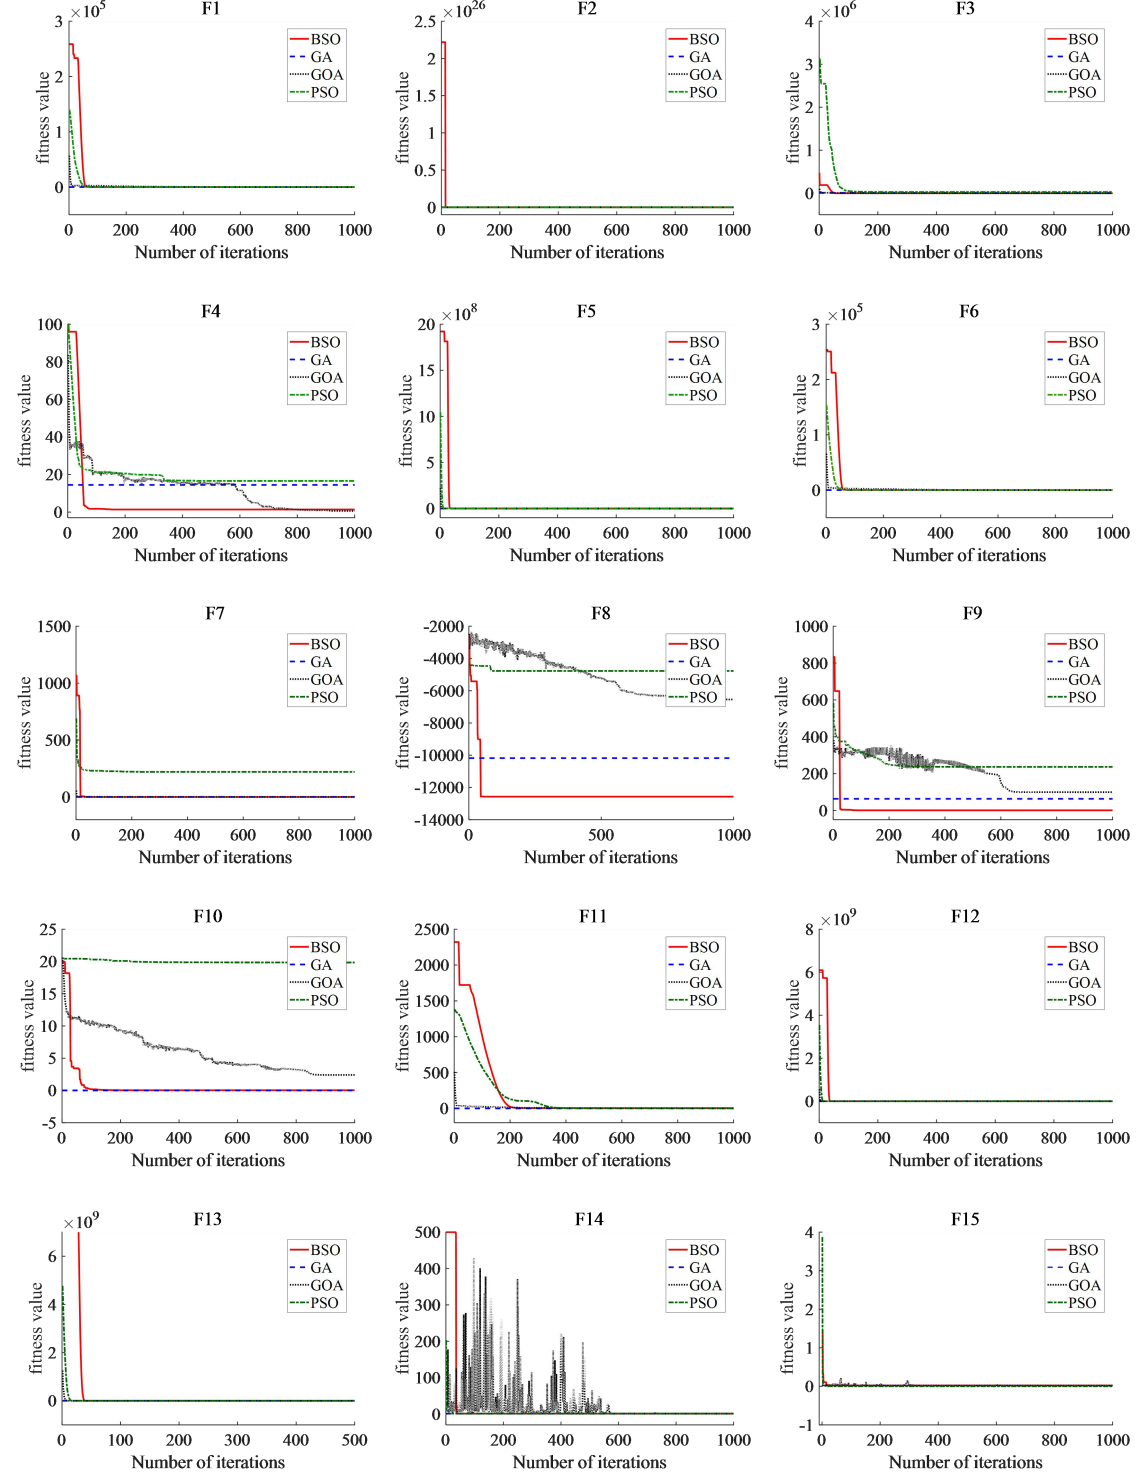 F1
×10^5
3
2
1
0
fitness value
BSO
GA
GOA
PSO
0 200 400 600 800 1000
Number of iterations
F2
×10^26
2.5
2
1.5
1
0.5
0
fitness value
BSO
GA
GOA
PSO
0 200 400 600 800 1000
Number of iterations
F3
×10^6
4
3
2
1
0
fitness value
BSO
GA
GOA
PSO
0 200 400 600 800 1000
Number of iterations
F4
100
80
60
40
20
0
fitness value
BSO
GA
GOA
PSO
0 200 400 600 800 1000
Number of iterations
F5
×10^8
20
15
10
5
0
fitness value
BSO
GA
GOA
PSO
0 200 400 600 800 1000
Number of iterations
F6
×10^5
3
2
1
0
fitness value
BSO
GA
GOA
PSO
0 200 400 600 800 1000
Number of iterations
F7
1500
1000
500
0
fitness value
BSO
GA
GOA
PSO
0 200 400 600 800 1000
Number of iterations
F8
-2000
-4000
-6000
-8000
-10000
-12000
-14000
fitness value
BSO
GA
GOA
PSO
0 500 1000
Number of iterations
F9
1000
800
600
400
200
0
fitness value
BSO
GA
GOA
PSO
0 200 400 600 800 1000
Number of iterations
F10
25
20
15
10
5
0
-5
fitness value
BSO
GA
GOA
PSO
0 200 400 600 800 1000
Number of iterations
F11
2500
2000
1500
1000
500
0
fitness value
BSO
GA
GOA
PSO
0 200 400 600 800 1000
Number of iterations
F12
×10^9
8
6
4
2
0
fitness value
BSO
GA
GOA
PSO
0 200 400 600 800 1000
Number of iterations
F13
×10^9
6
4
2
0
fitness value
BSO
GA
GOA
PSO
0 100 200 300 400 500
Number of iterations
F14
500
400
300
200
100
0
fitness value
BSO
GA
GOA
PSO
0 200 400 600 800 1000
Number of iterations
F15
4
3
2
1
0
-1
fitness value
BSO
GA
GOA
PSO
0 200 400 600 800 1000
Number of iterations